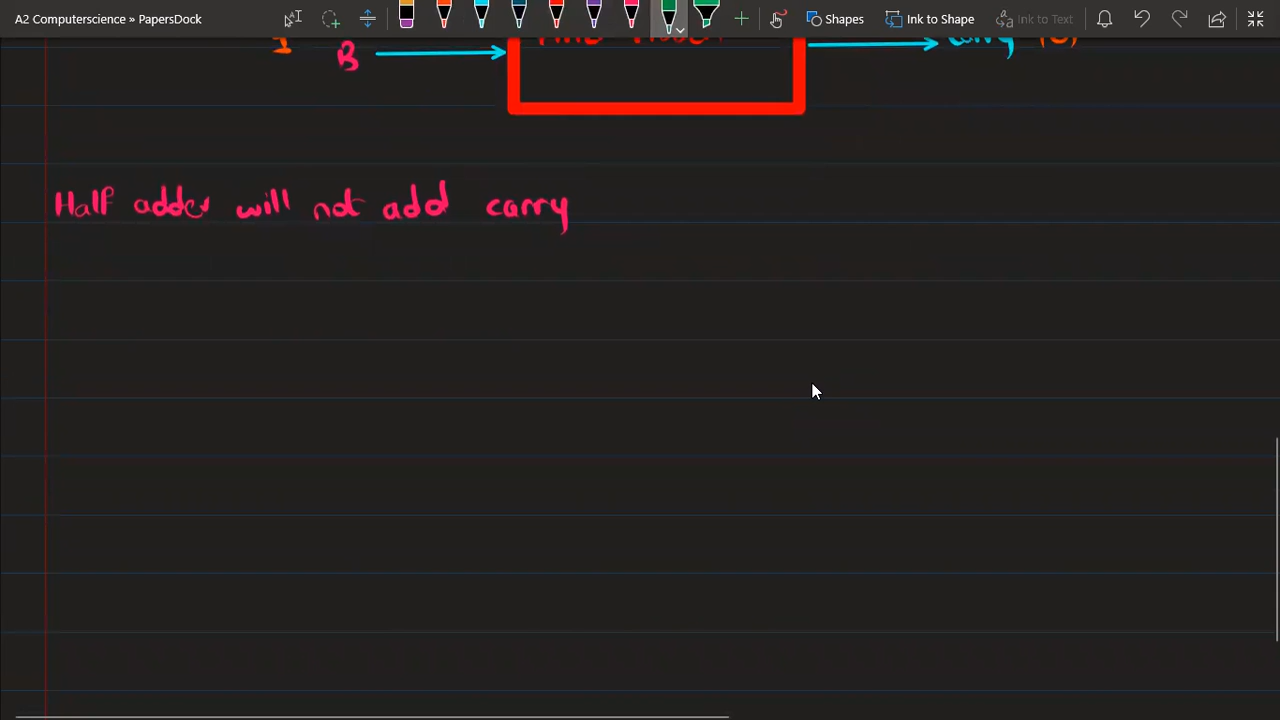 A2 Computerscience » PapersDock
Shapes
Ink to Shape
Ink to Text
B
Half adder will not add carry